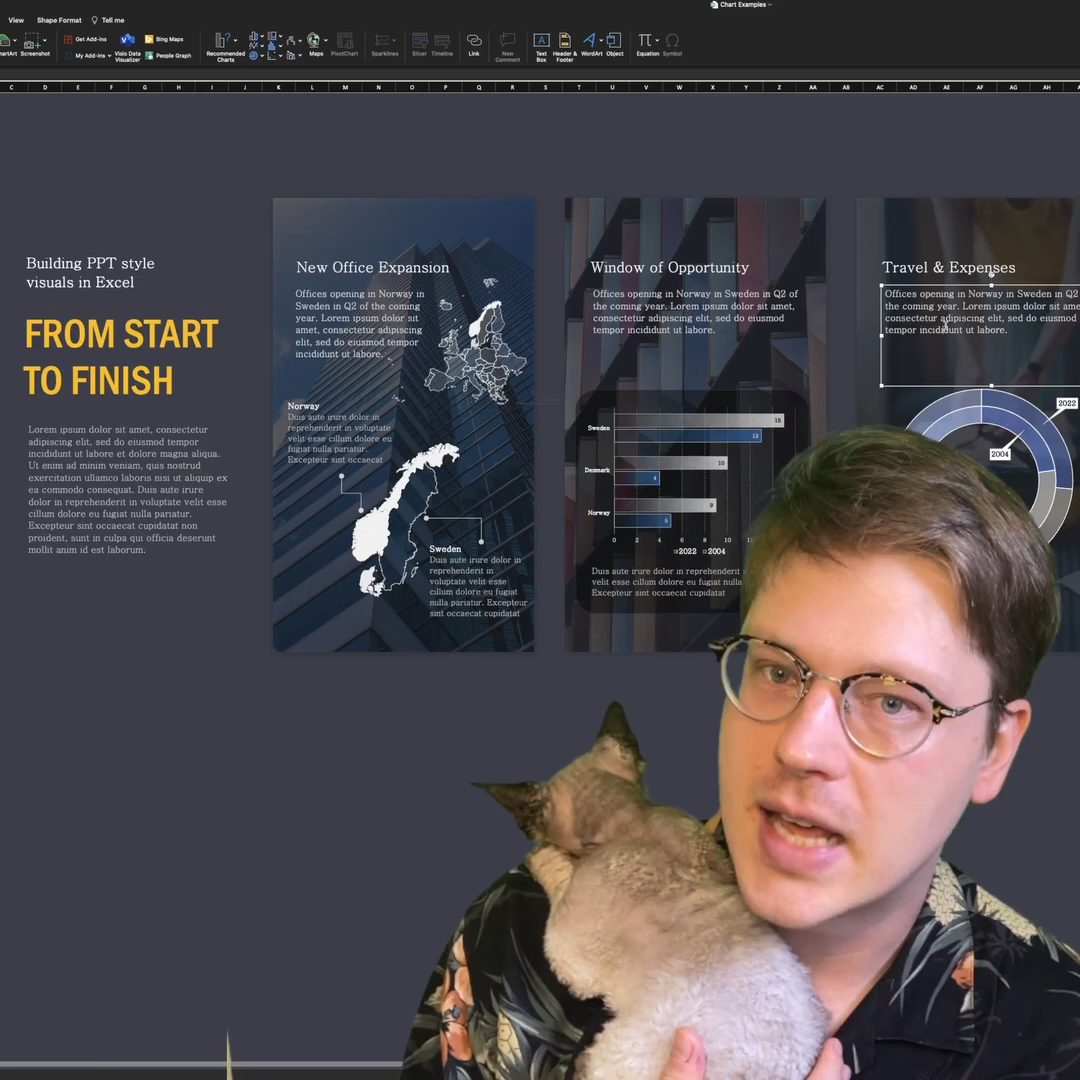 Chart Examples
View Shape Format Tell me
Screenshot
Get Add-ins
My Add-ins
Visio Data
Visualizer
Bing Maps
People Graph
Recommended
Charts
Maps
PivotChart
Sparklines
Slicer
Timeline
Link
New
Comment
Text
Box
Header &
Footer
WordArt
Object
Equation
Symbol
C D E F G H I J K L M N O P Q R S T U V W X Y Z AA AB AC AD AE AF AG AH
Building PPT style
visuals in Excel
FROM START
TO FINISH
Lorem ipsum dolor sit amet, consectetur
adipiscing elit, sed do eiusmod tempor
incididunt ut labore et dolore magna aliqua.
Ut enim ad minim veniam, quis nostrud
exercitation ullamco laboris nisi ut aliquip ex
ea commodo consequat. Duis aute irure
dolor in reprehenderit in voluptate velit esse
cillum dolore eu fugiat nulla pariatur.
Excepteur sint occaecat cupidatat non
proident, sunt in culpa qui officia deserunt
mollit anim id est laborum.
New Office Expansion
Offices opening in Norway in
Sweden in Q2 of the coming
year. Lorem ipsum dolor sit
amet, consectetur adipiscing
elit, sed do eiusmod tempor
incididunt ut labore.
Norway
Duis aute irure dolor in
reprehenderit in voluptate
velit esse cillum dolore eu
fugiat nulla pariatur.
Excepteur sint occaecat
Sweden
Duis aute irure dolor in
reprehenderit in
voluptate velit esse
cillum dolore eu fugiat
nulla pariatur. Excepteur
sint occaecat cupidatat
Window of Opportunity
Offices opening in Norway in Sweden in Q2 of
the coming year. Lorem ipsum dolor sit amet,
consectetur adipiscing elit, sed do eiusmod
tempor incididunt ut labore.
Sweden 15
13
Denmark 10
4
Norway 9
5
0 2 4 6 8 10
2022 2004
Duis aute irure dolor in reprehenderit
velit esse cillum dolore eu fugiat nulla
Excepteur sint occaecat cupidatat
Travel & Expenses
Offices opening in Norway in Sweden in Q2
the coming year. Lorem ipsum dolor sit
consectetur adipiscing elit, sed do eiusmod
tempor incididunt ut labore.
2022
2004